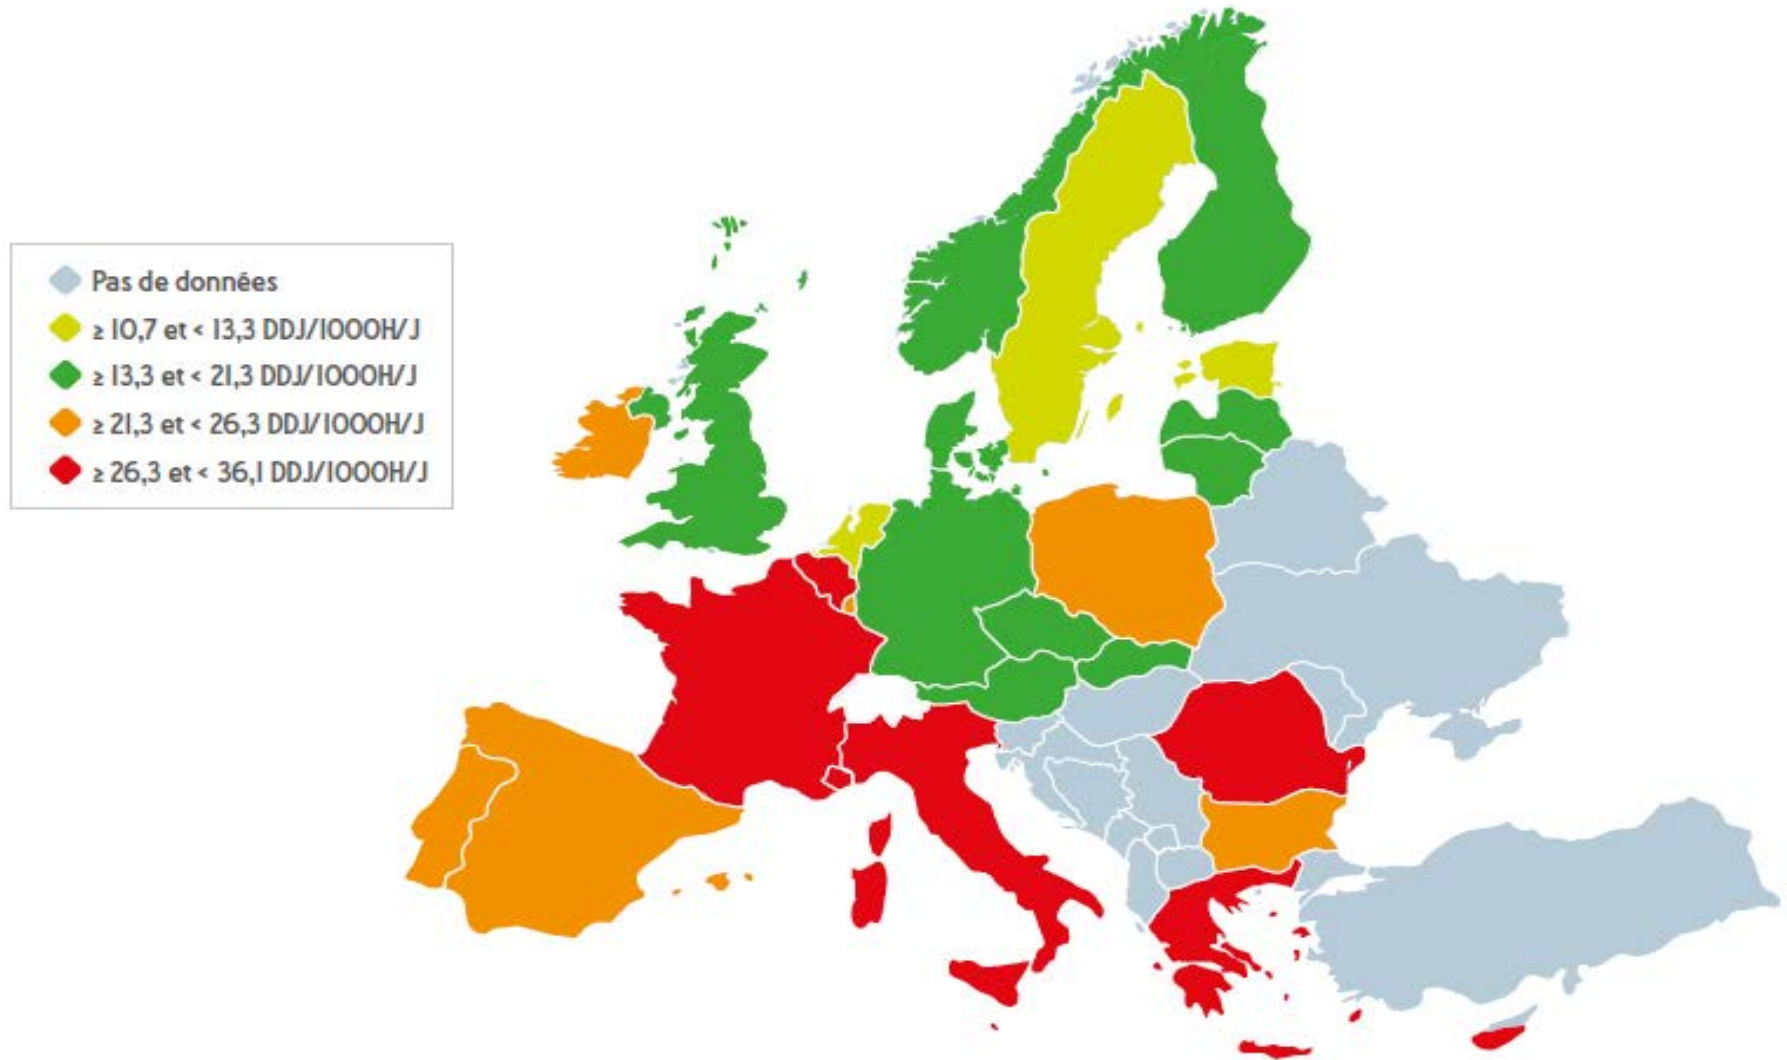 Pas de données
≥ 10,7 et < 13,3 DDJ/1000H/J
≥ 13,3 et < 21,3 DDJ/1000H/J
≥ 21,3 et < 26,3 DDJ/1000H/J
≥ 26,3 et < 36,1 DDJ/1000H/J